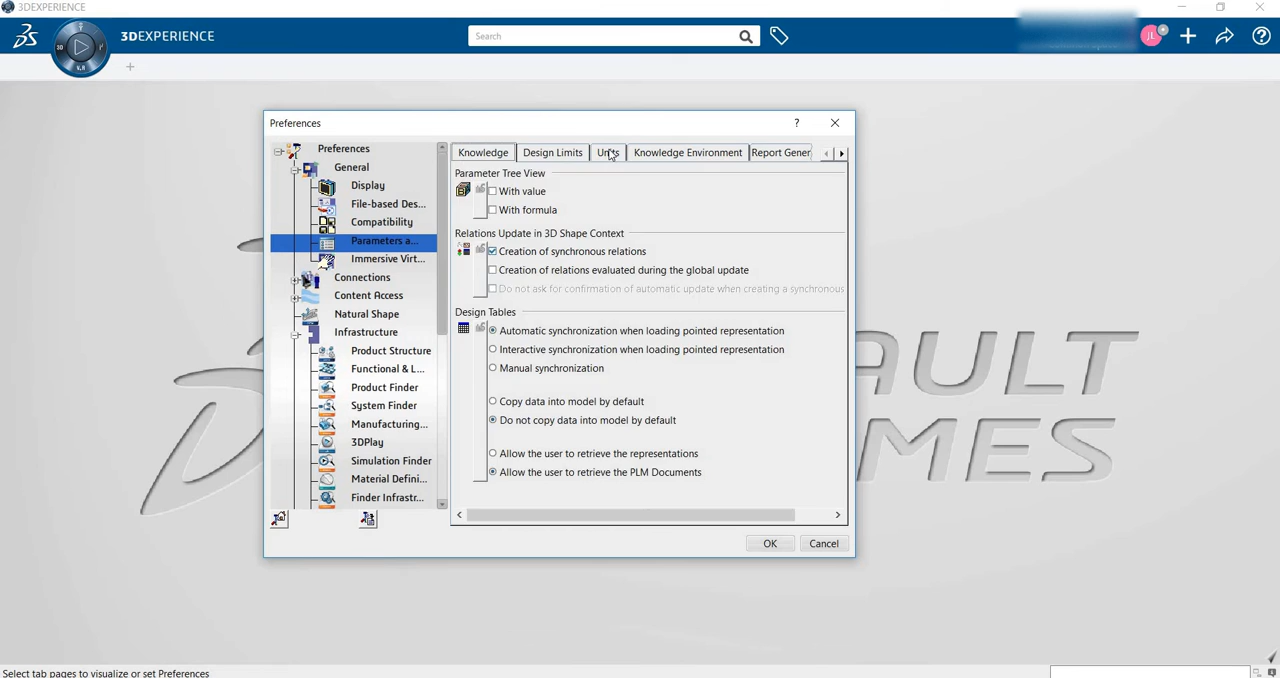 3DEXPERIENCE
3DEXPERIENCE
Search
JL
3D
V.R
Preferences
Preferences
General
Display
File-based Des...
Compatibility
Parameters a...
Immersive Virt...
Connections
Content Access
Natural Shape
Infrastructure
Product Structure
Functional & L...
Product Finder
System Finder
Manufacturing...
3DPlay
Simulation Finder
Material Defini...
Finder Infrastr...
Knowledge
Design Limits
Units
Knowledge Environment
Report Gener
Parameter Tree View
With value
With formula
Relations Update in 3D Shape Context
Creation of synchronous relations
Creation of relations evaluated during the global update
Do not ask for confirmation of automatic update when creating a synchronous
Design Tables
Automatic synchronization when loading pointed representation
Interactive synchronization when loading pointed representation
Manual synchronization
Copy data into model by default
Do not copy data into model by default
Allow the user to retrieve the representations
Allow the user to retrieve the PLM Documents
OK
Cancel
Select tab pages to visualize or set Preferences